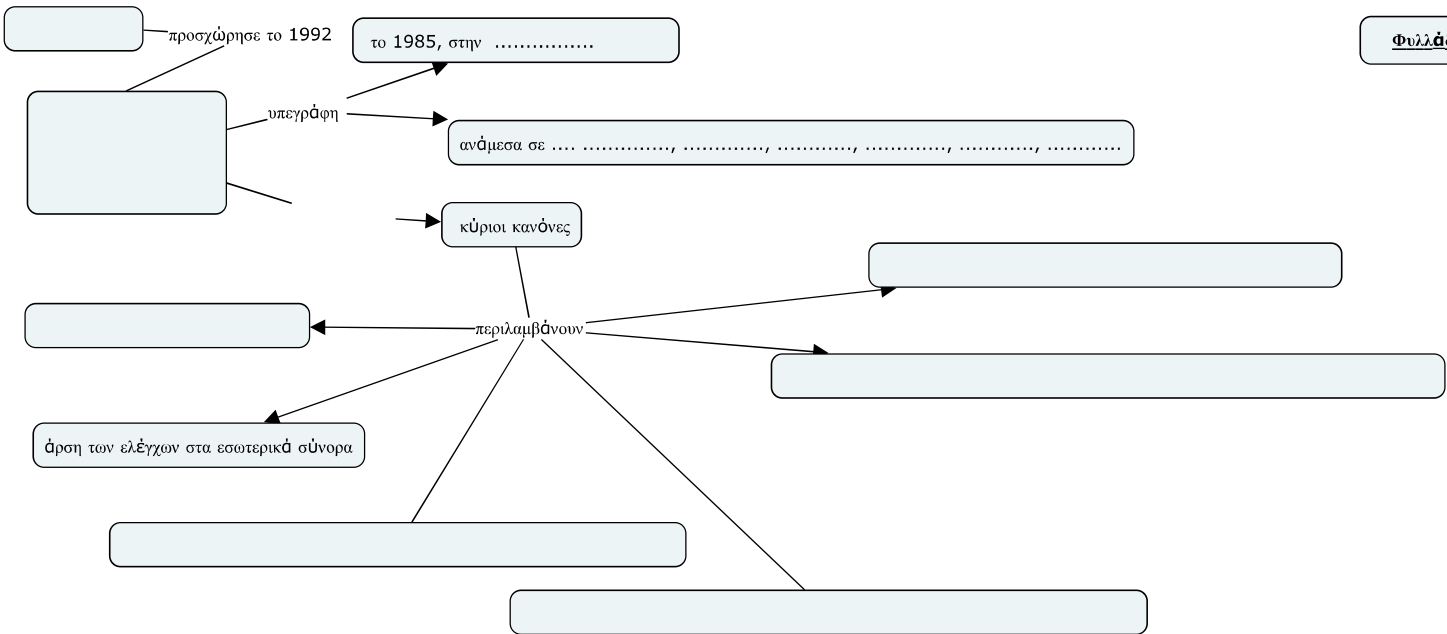 προσχώρησε το 1992
το 1985, στην ................
υπεγράφη
ανάμεσα σε .... .............., ............., ............, ............., ............, ............
κύριοι κανόνες
περιλαμβάνουν
άρση των ελέγχων στα εσωτερικά σύνορα